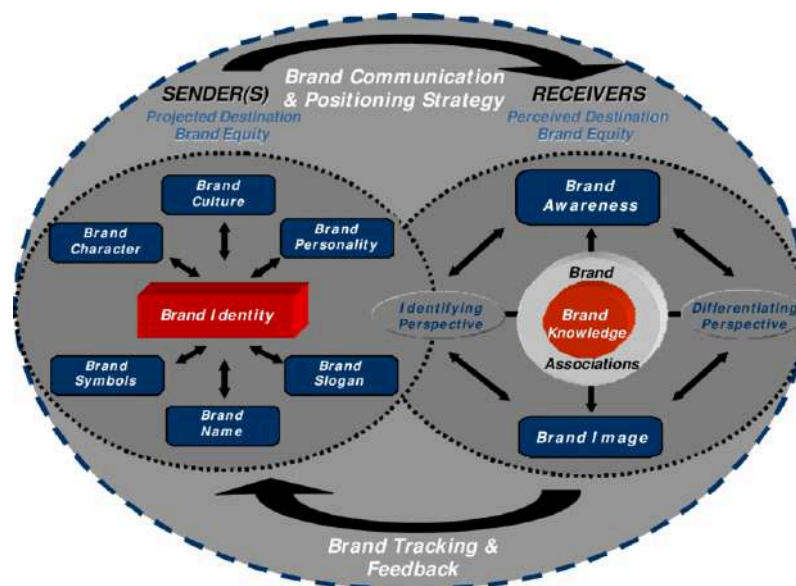 Brand Communication
& Positioning Strategy
SENDER(S)
Projected Destination
Brand Equity
RECEIVERS
Perceived Destination
Brand Equity
Brand
Culture
Brand
Character
Brand
Personality
Brand Identity
Brand
Symbols
Brand
Slogan
Brand
Name
Brand
Awareness
Identifying
Perspective
Brand
Brand
Knowledge
Associations
Differentiating
Perspective
Brand Image
Brand Tracking &
Feedback